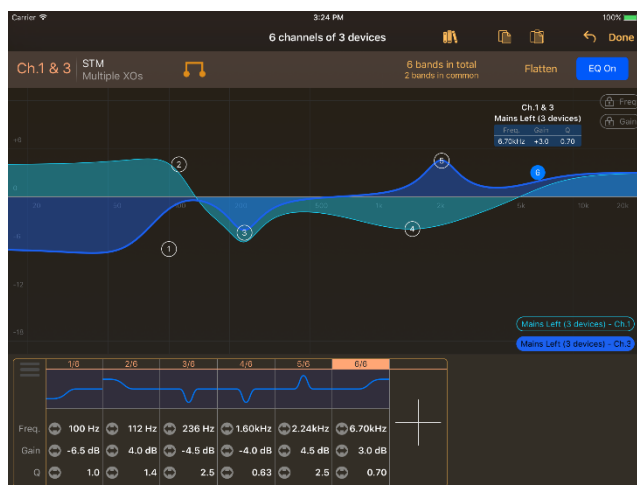 Carrier 3:24 PM 100%
6 channels of 3 devices Done
Ch.1 & 3 STM Multiple XOs 6 bands in total 2 bands in common Flatten EQ On
Ch.1 & 3
Mains Left (3 devices)
Freq. Gain Q
6.70kHz +3.0 0.70
Freq
Gain
+6
2 5 6
0
50 1k 5k 10k 20k
3 4
-6 1
-12
Mains Left (3 devices) - Ch.1
-18
Mains Left (3 devices) - Ch.3
1/6 2/6 3/6 4/6 5/6 6/6
Freq. 100 Hz 112 Hz 236 Hz 1.60kHz 2.24kHz 6.70kHz
Gain -6.5 dB 4.0 dB -4.5 dB -4.0 dB 4.5 dB 3.0 dB
Q 1.0 1.4 2.5 0.63 2.5 0.70